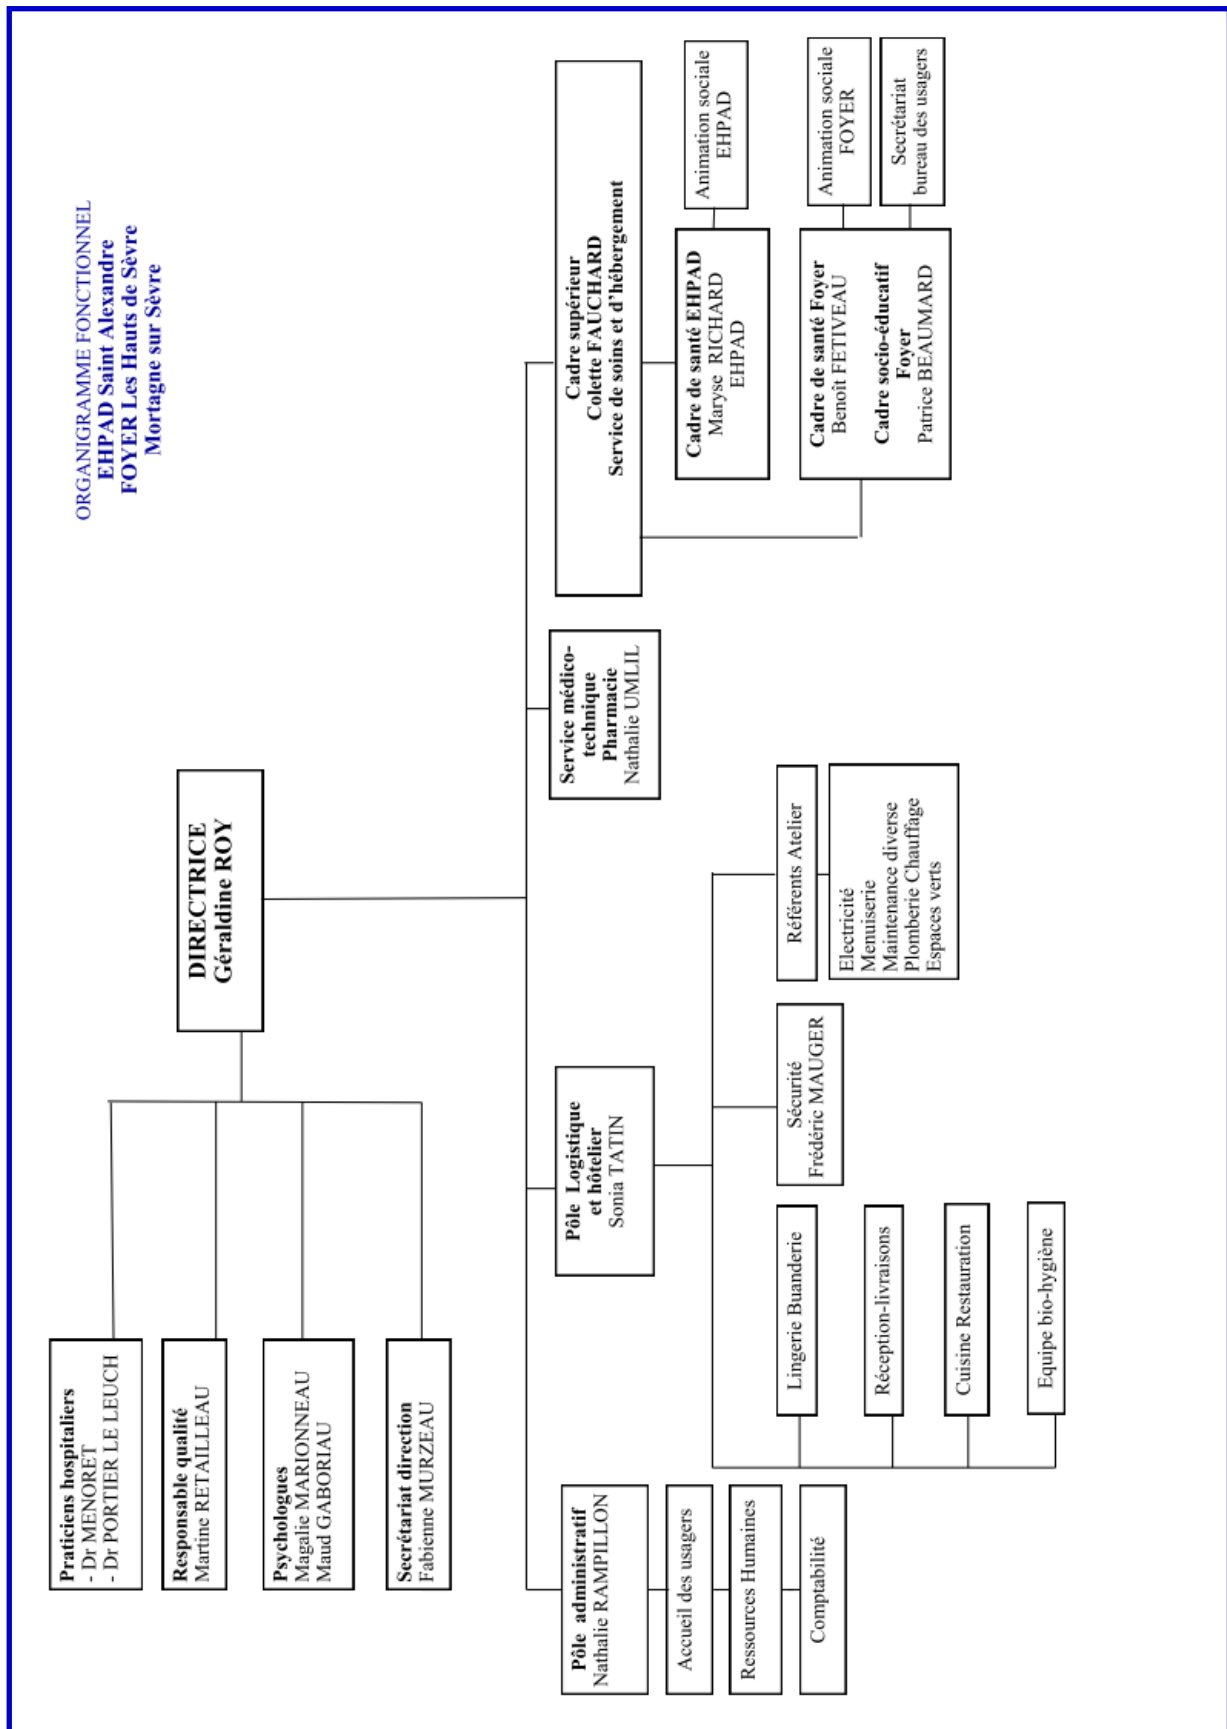 ORGANIGRAMME FONCTIONNEL
EHPAD Saint Alexandre
FOYER Les Hauts de Sèvre
Mortagne sur Sèvre
DIRECTRICE
Géraldine ROY
Praticiens hospitaliers
- Dr MENORET
- Dr PORTIER LE LEUCH
Responsable qualité
Martine RETAILLEAU
Psychologues
Magalie MARIONNEAU
Maud GABORIAU
Secrétariat direction
Fabienne MURZEAU
Pôle administratif
Nathalie RAMPILLON
Accueil des usagers
Ressources Humaines
Comptabilité
Pôle Logistique
et hôtelier
Sonia TATIN
Lingerie Buanderie
Réception-livraisons
Cuisine Restauration
Equipe bio-hygiène
Sécurité
Frédéric MAUGER
Référents Atelier
Electricité
Menuiserie
Maintenance diverse
Plomberie Chauffage
Espaces verts
Service médico-
technique
Pharmacie
Nathalie UMLIL
Cadre supérieur
Colette FAUCHARD
Service de soins et d'hébergement
Cadre de santé EHPAD
Maryse RICHARD
EHPAD
Animation sociale
EHPAD
Cadre de santé Foyer
Benoît FETIVEAU
Cadre socio-éducatif
Foyer
Patrice BEAUMARD
Animation sociale
FOYER
Secrétariat
bureau des usagers